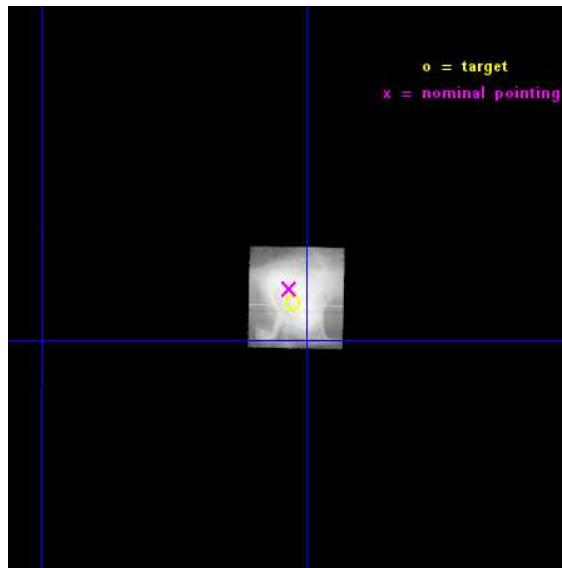 o = target
x = nominal pointing